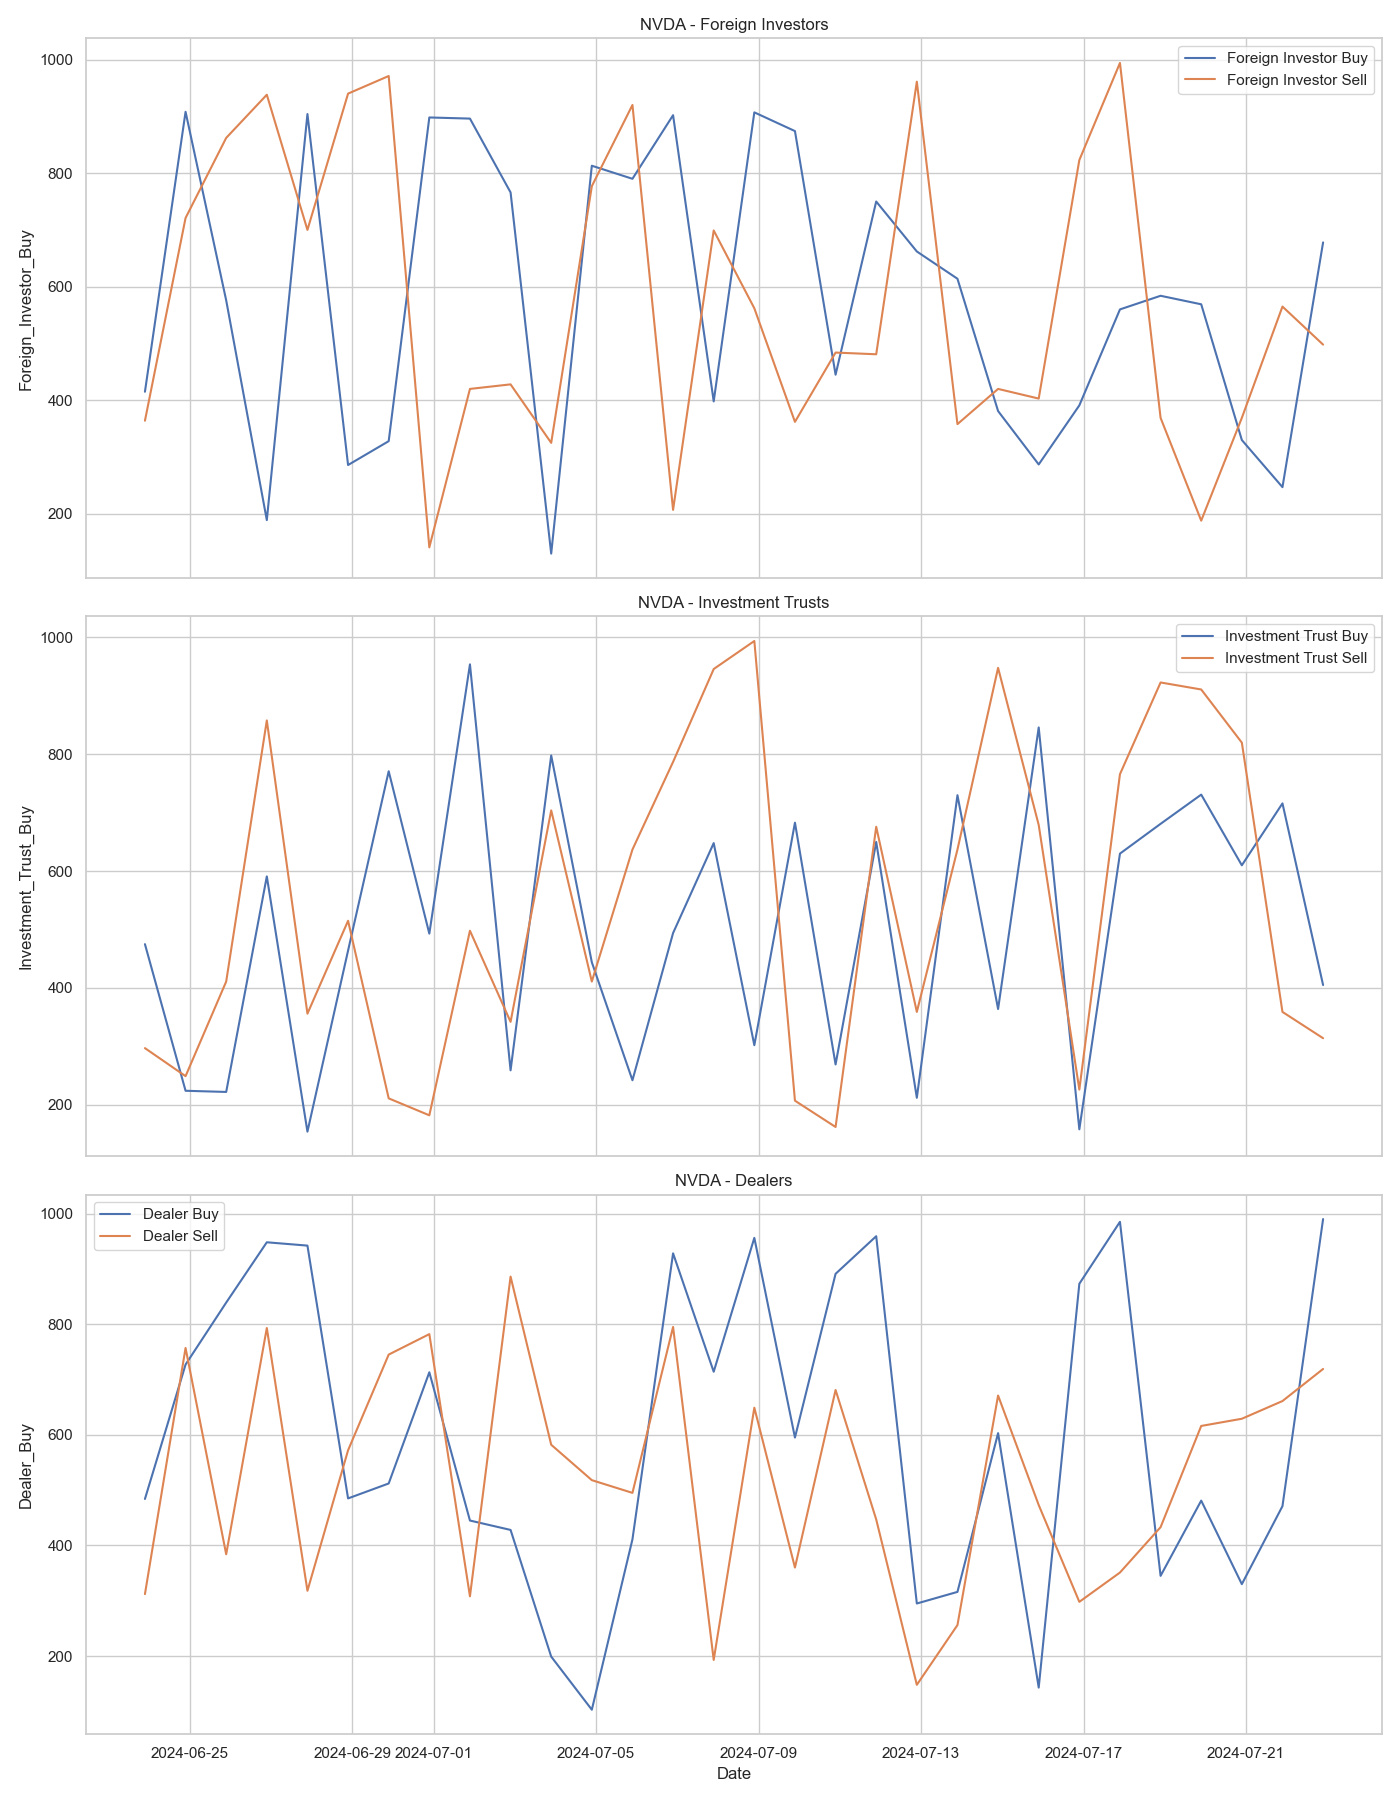 NVDA - Foreign Investors
Foreign_Investor_Buy
1000
800
600
400
200
Foreign Investor Buy
Foreign Investor Sell
NVDA - Investment Trusts
Investment_Trust_Buy
1000
800
600
400
200
Investment Trust Buy
Investment Trust Sell
NVDA - Dealers
Dealer_Buy
1000
800
600
400
200
Dealer Buy
Dealer Sell
2024-06-25 2024-06-29 2024-07-01 2024-07-05 2024-07-09 2024-07-13 2024-07-17 2024-07-21
Date